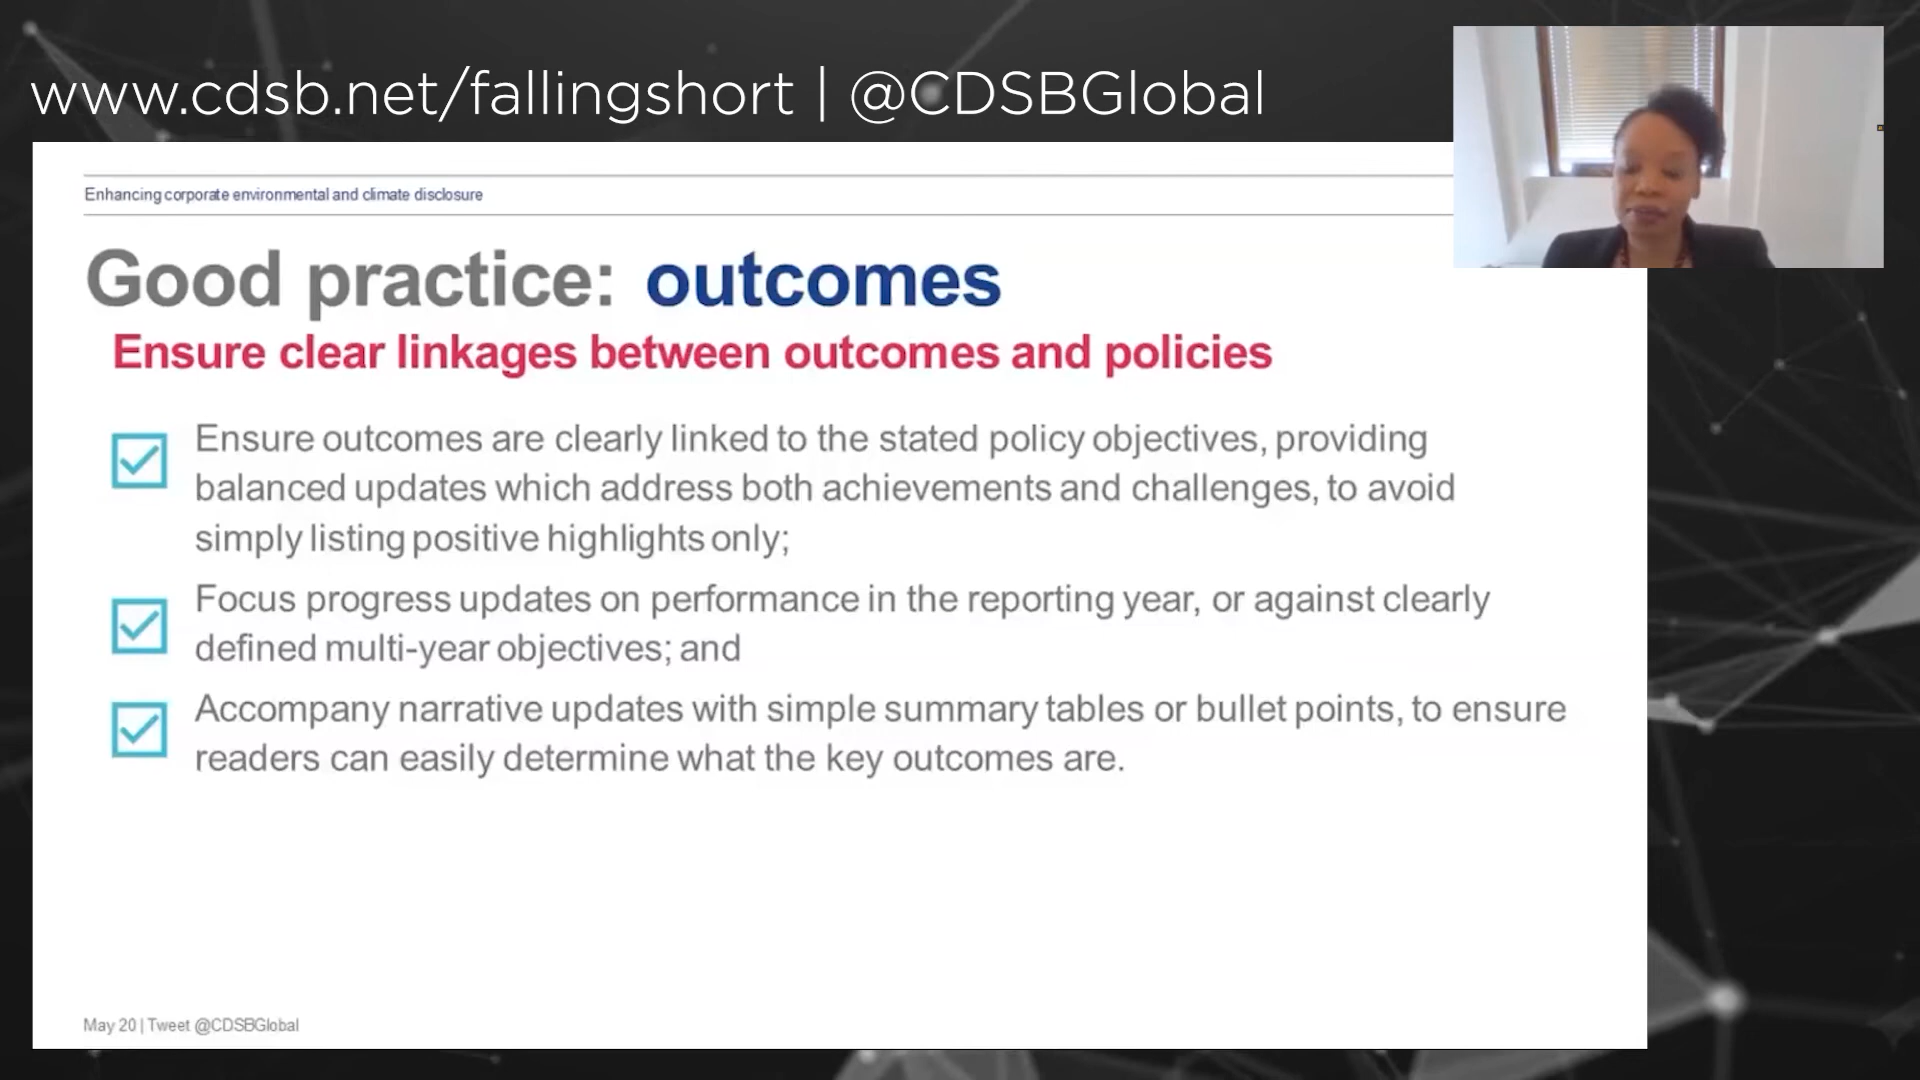 www.cdsb.net/fallingshort | @CDSBGlobal
Enhancing corporate environmental and climate disclosure
Good practice: outcomes
Ensure clear linkages between outcomes and policies
Ensure outcomes are clearly linked to the stated policy objectives, providing
balanced updates which address both achievements and challenges, to avoid
simply listing positive highlights only;
Focus progress updates on performance in the reporting year, or against clearly
defined multi-year objectives; and
Accompany narrative updates with simple summary tables or bullet points, to ensure
readers can easily determine what the key outcomes are.
May 20 | Tweet @CDSBGlobal